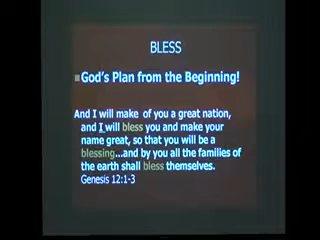 BLESS
God's Plan from the Beginning!
And I will make of you a great nation,
and I will bless you and make your
name great, so that you will be a
blessing...and by you all the families of
the earth shall bless themselves.
Genesis 12:1-3